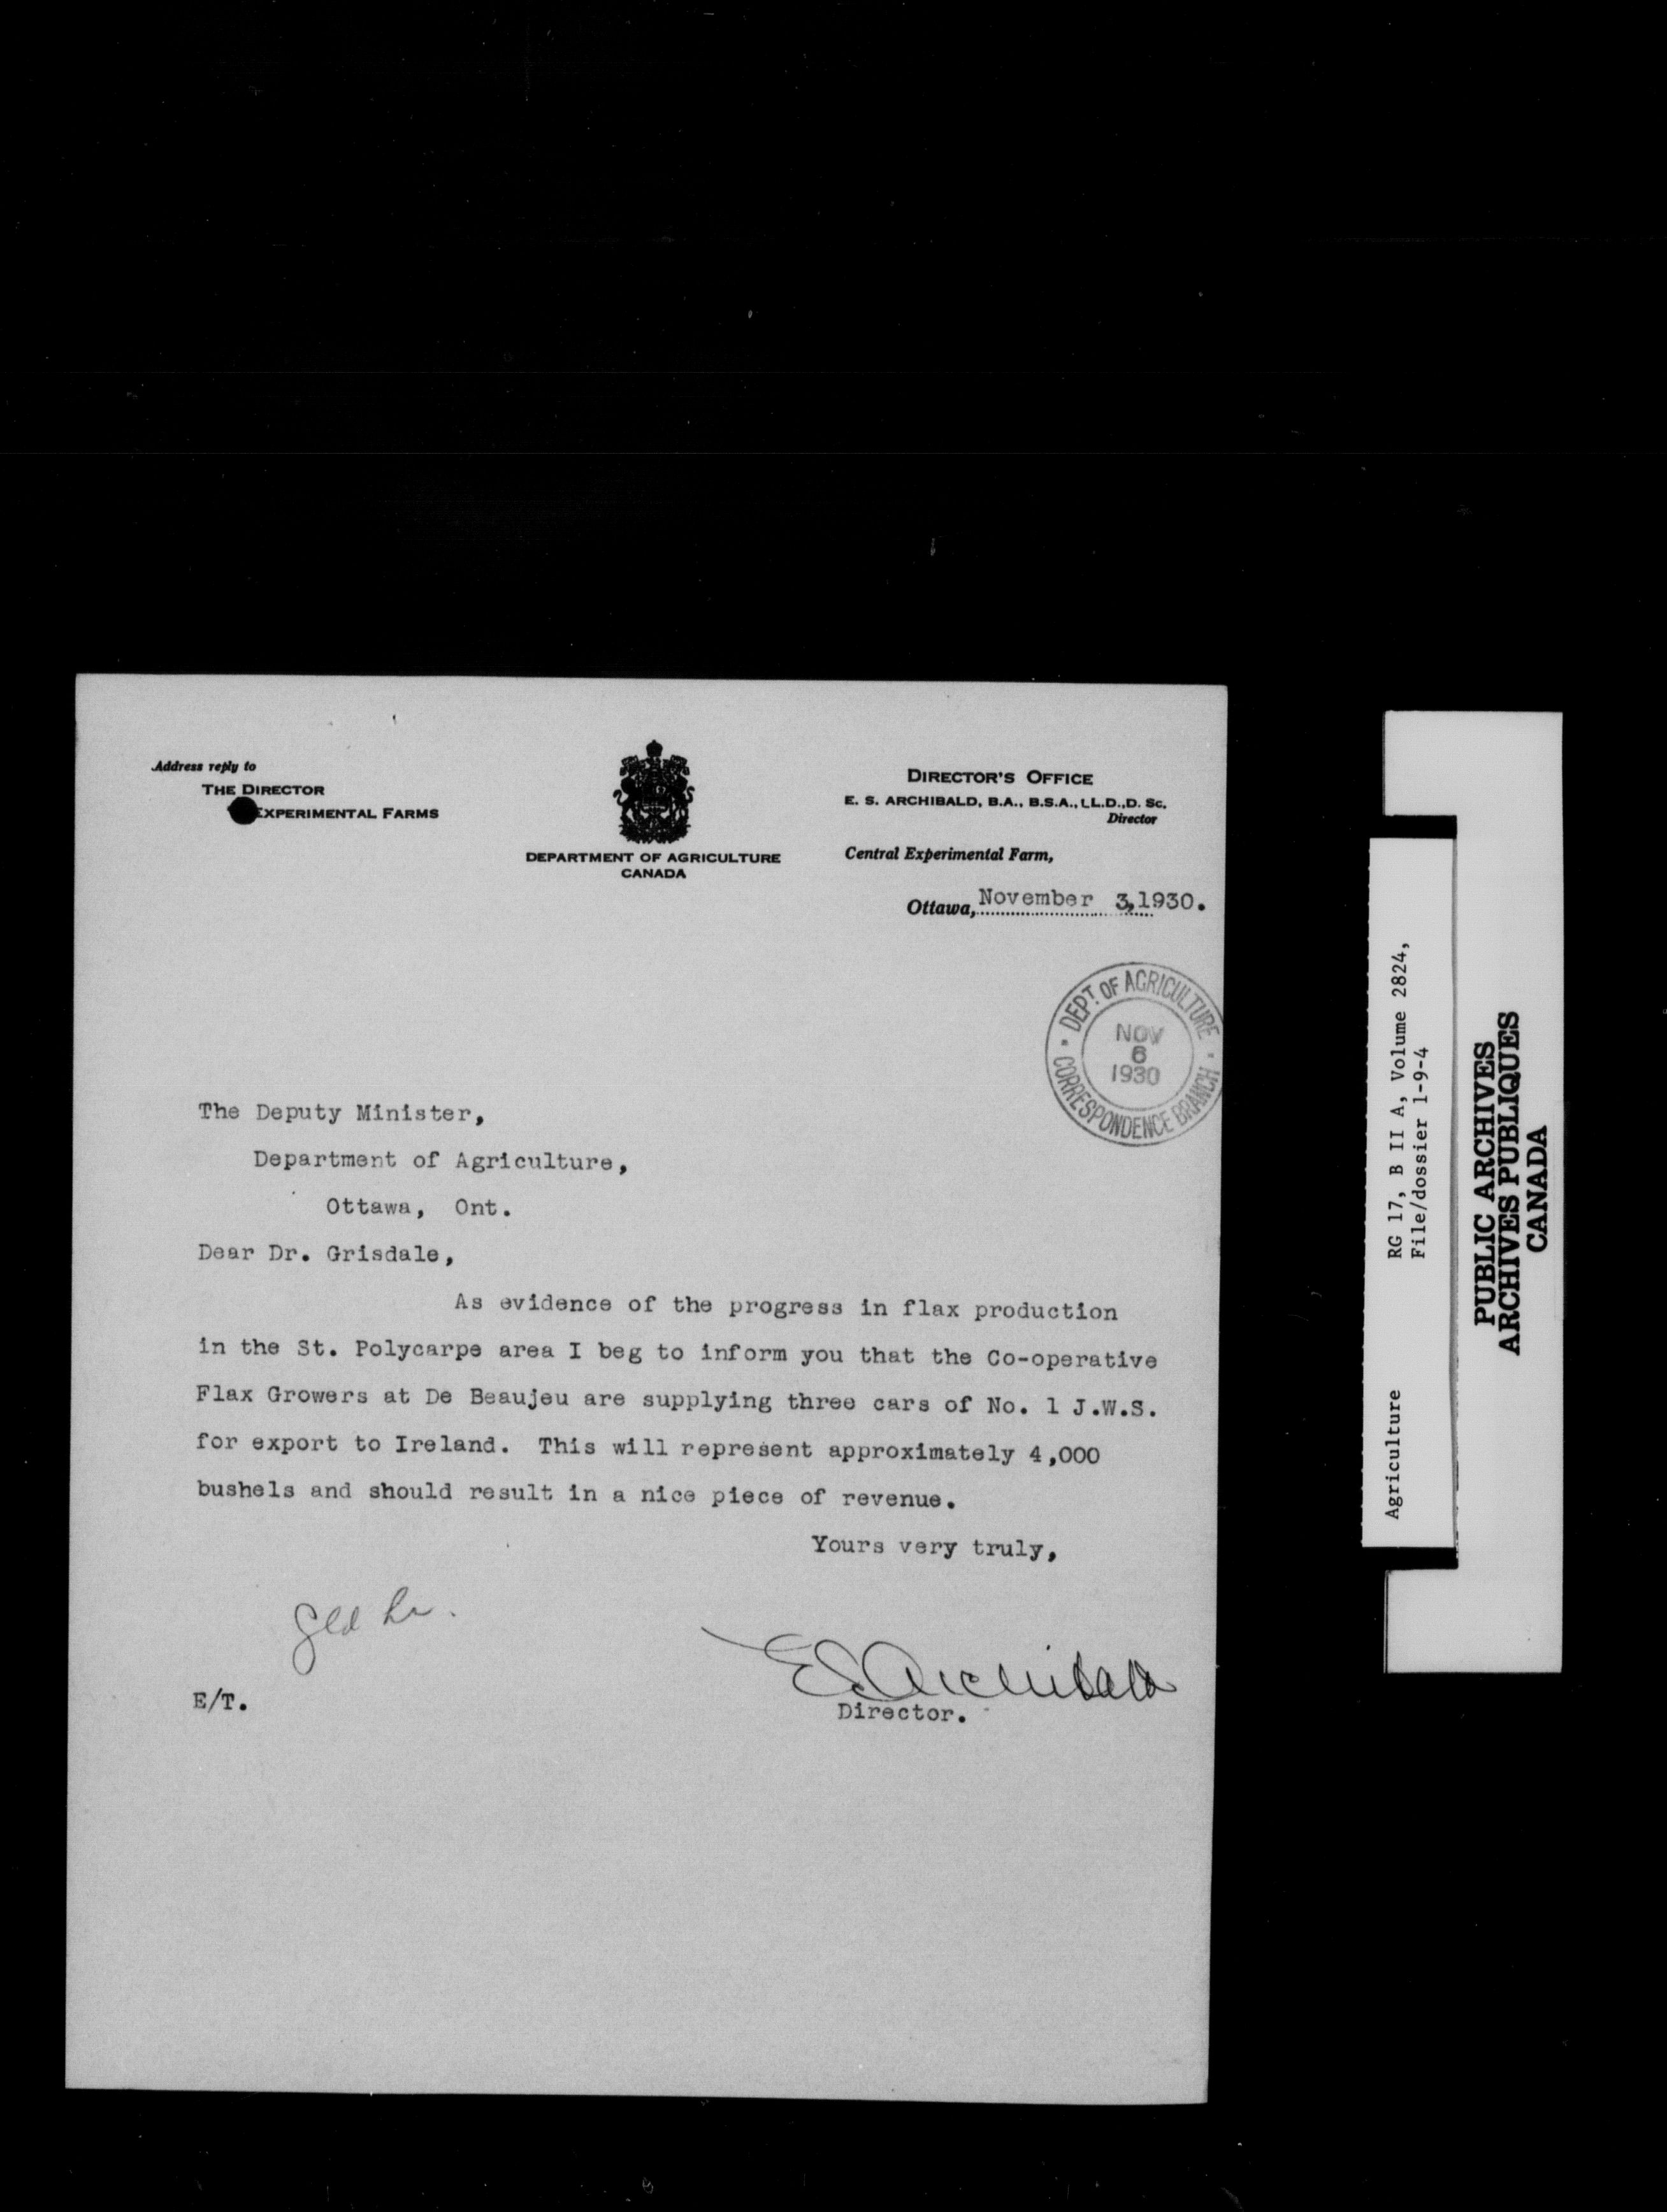 Address reply to
THE DIRECTOR
EXPERIMENTAL FARMS
DEPARTMENT OF AGRICULTURE
CANADA
DIRECTOR'S OFFICE
E. S. ARCHIBALD, B.A., B.S.A., LL.D., D. Sc.
Director
Central Experimental Farm,
Ottawa, November 3, 1930.
DEPT. OF AGRICULTURE
NOV
6
1930
CORRESPONDENCE BRANCH
The Deputy Minister,
Department of Agriculture,
Ottawa, Ont.
Dear Dr. Grisdale,
As evidence of the progress in flax production
in the St. Polycarpe area I beg to inform you that the Co-operative
Flax Growers at De Beaujeu are supplying three cars of No. 1 J.W.S.
for export to Ireland. This will represent approximately 4,000
bushels and should result in a nice piece of revenue.
Yours very truly,
E S Archibald
Director.
E/T.
Agriculture RG 17, B II A, Volume 2824,
File/dossier 1-9-4
PUBLIC ARCHIVES
ARCHIVES PUBLIQUES
CANADA